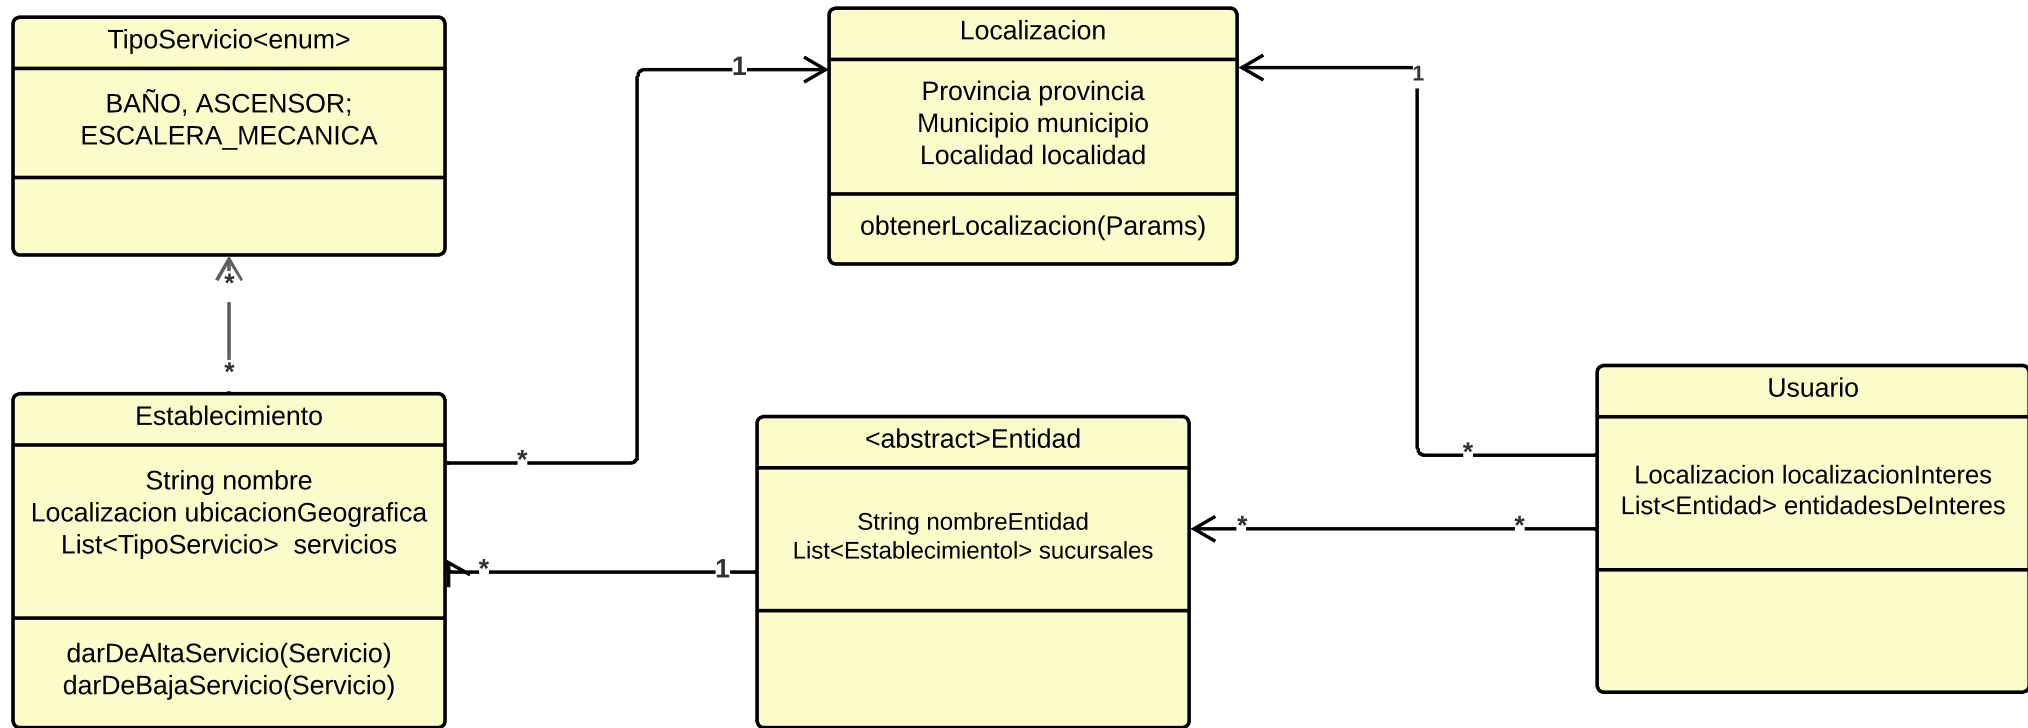 TipoServicio<enum>
BAÑO, ASCENSOR;
ESCALERA_MECANICA
Localizacion
Provincia provincia
Municipio municipio
Localidad localidad
obtenerLocalizacion(Params)
1
1
*
*
Establecimiento
String nombre
Localizacion ubicacionGeografica
List<TipoServicio> servicios
darDeAltaServicio(Servicio)
darDeBajaServicio(Servicio)
*
*
1
<abstract>Entidad
String nombreEntidad
List<Establecimientol> sucursales
*
*
*
Usuario
Localizacion localizacionInteres
List<Entidad> entidadesDeInteres